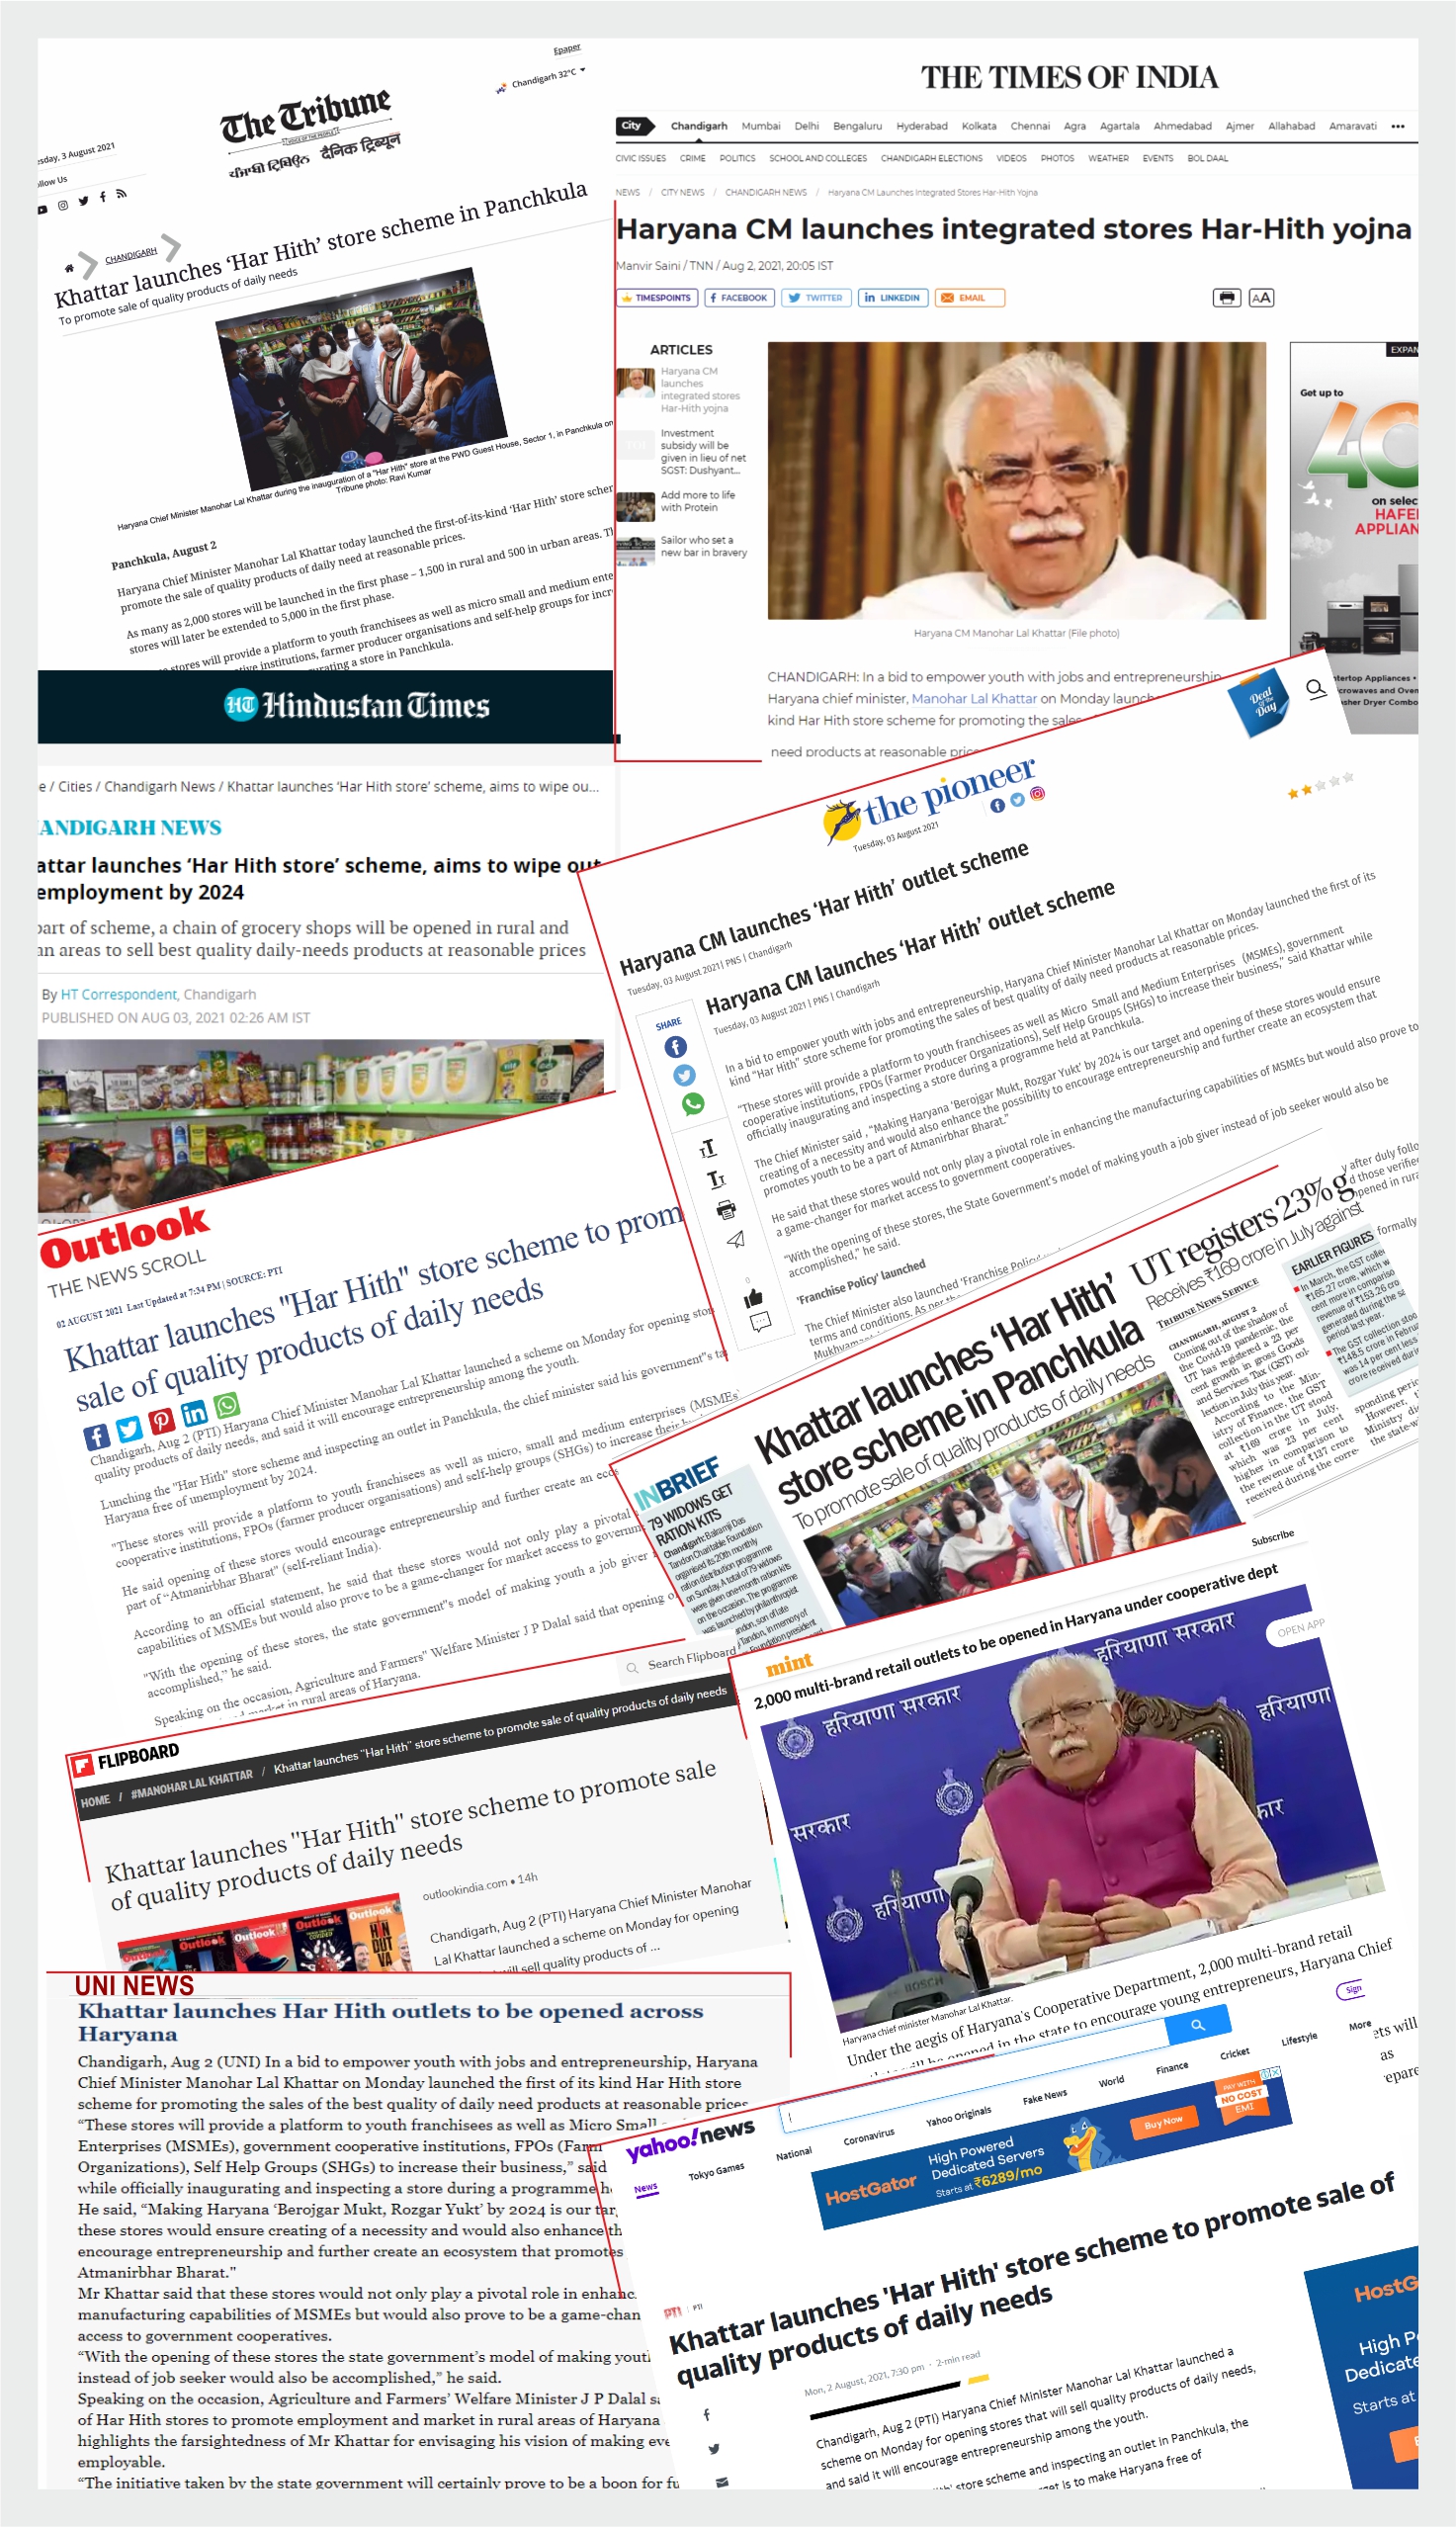 Epaper
Chandigarh 32°C
The Tribune
VOICE OF THE PEOPLE
ਪੰਜਾਬੀ ਟ੍ਰਿਬਿਊਨ दैनिक ट्रिब्यून
sday, 3 August 2021
llow Us
CHANDIGARH
Khattar launches ‘Har Hith’ store scheme in Panchkula
To promote sale of quality products of daily needs
Haryana Chief Minister Manohar Lal Khattar during the inauguration of a "Har Hith" store at the PWD Guest House, Sector 1, in Panchkula on
Tribune photo: Ravi Kumar
Panchkula, August 2
Haryana Chief Minister Manohar Lal Khattar today launched the first-of-its-kind ‘Har Hith’ store scher
promote the sale of quality products of daily need at reasonable prices.
As many as 2,000 stores will be launched in the first phase – 1,500 in rural and 500 in urban areas. Th
stores will later be extended to 5,000 in the first phase.
stores will provide a platform to youth franchisees as well as micro small and medium ente
tive institutions, farmer producer organisations and self-help groups for incr
urating a store in Panchkula.
THE TIMES OF INDIA
City Chandigarh Mumbai Delhi Bengaluru Hyderabad Kolkata Chennai Agra Agartala Ahmedabad Ajmer Allahabad Amaravati •••
CIVIC ISSUES CRIME POLITICS SCHOOL AND COLLEGES CHANDIGARH ELECTIONS VIDEOS PHOTOS WEATHER EVENTS BOL DAAL
NEWS / CITY NEWS / CHANDIGARH NEWS / Haryana CM Launches Integrated Stores Har-Hith Yojna
Haryana CM launches integrated stores Har-Hith yojna
Manvir Saini / TNN / Aug 2, 2021, 20:05 IST
TIMESPOINTS FACEBOOK TWITTER LINKEDIN EMAIL AA
ARTICLES
Haryana CM
launches
integrated stores
Har-Hith yojna
Investment
subsidy will be
given in lieu of net
SGST: Dushyant...
Add more to life
with Protein
Sailor who set a
new bar in bravery
EXPAN
Get up to
40
on selec
HAFE
APPLIAN
ntertop Appliances •
crowaves and Oven
sher Dryer Combo
Haryana CM Manohar Lal Khattar (File photo)
CHANDIGARH: In a bid to empower youth with jobs and entrepreneurship
Haryana chief minister, Manohar Lal Khattar on Monday launch
kind Har Hith store scheme for promoting the sales
need products at reasonable price
Hindustan Times
e / Cities / Chandigarh News / Khattar launches ‘Har Hith store’ scheme, aims to wipe ou...
ANDIGARH NEWS
attar launches ‘Har Hith store’ scheme, aims to wipe out
employment by 2024
art of scheme, a chain of grocery shops will be opened in rural and
an areas to sell best quality daily-needs products at reasonable prices
By HT Correspondent, Chandigarh
PUBLISHED ON AUG 03, 2021 02:26 AM IST
Deal of the Day
the pioneer
Tuesday, 03 August 2021
Haryana CM launches ‘Har Hith’ outlet scheme
Tuesday, 03 August 2021 | PNS | Chandigarh
Haryana CM launches ‘Har Hith’ outlet scheme
Tuesday, 03 August 2021 | PNS | Chandigarh
SHARE
In a bid to empower youth with jobs and entrepreneurship, Haryana Chief Minister Manohar Lal Khattar on Monday launched the first of its
kind "Har Hith" store scheme for promoting the sales of best quality of daily need products at reasonable prices.
"These stores will provide a platform to youth franchisees as well as Micro Small and Medium Enterprises (MSMEs), government
cooperative institutions, FPOs (Farmer Producer Organizations), Self Help Groups (SHGs) to increase their business," said Khattar while
officially inaugurating and inspecting a store during a programme held at Panchkula.
The Chief Minister said , "Making Haryana 'Berojgar Mukt, Rozgar Yukt' by 2024 is our target and opening of these stores would ensure
creating of a necessity and would also enhance the possibility to encourage entrepreneurship and further create an ecosystem that
promotes youth to be a part of Atmanirbhar Bharat."
He said that these stores would not only play a pivotal role in enhancing the manufacturing capabilities of MSMEs but would also prove to
a game-changer for market access to government cooperatives.
"With the opening of these stores, the State Government's model of making youth a job giver instead of job seeker would also be
accomplished," he said.
'Franchise Policy' launched
The Chief Minister also launched 'Franchise Policy'
terms and conditions. As per the
Outlook
THE NEWS SCROLL
02 AUGUST 2021 Last Updated at 7:34 PM | SOURCE: PTI
Khattar launches "Har Hith" store scheme to prom
sale of quality products of daily needs
Chandigarh, Aug 2 (PTI) Haryana Chief Minister Manohar Lal Khattar launched a scheme on Monday for opening stor
quality products of daily needs, and said it will encourage entrepreneurship among the youth.
Lunching the "Har Hith" store scheme and inspecting an outlet in Panchkula, the chief minister said his government"s ta
Haryana free of unemployment by 2024.
"These stores will provide a platform to youth franchisees as well as micro, small and medium enterprises (MSMEs
cooperative institutions, FPOs (farmer producer organisations) and self-help groups (SHGs) to increase their
He said opening of these stores would encourage entrepreneurship and further create an ecos
part of "Atmanirbhar Bharat" (self-reliant India).
According to an official statement, he said that these stores would not only play a pivotal
capabilities of MSMEs but would also prove to be a game-changer for market access to governm
"With the opening of these stores, the state government"s model of making youth a job giver
accomplished," he said.
Speaking on the occasion, Agriculture and Farmers" Welfare Minister J P Dalal said that opening o
market in rural areas of Haryana.
INBRIEF
79 WIDOWS GET
RATION KITS
Chandigarh: Balramji Das
Tandon Charitable Foundation
organised its 20th monthly
ration distribution programme
on Sunday. A total of 79 widows
were given one-month ration kits
on the occasion. The programme
was launched by philanthropist
ndon, son of late
Tandon, in memory of
Foundation president
Khattar launches ‘Har Hith’
store scheme in Panchkula
To promote sale of quality products of daily needs
UT registers 23% g
Receives ₹169 crore in July against
TRIBUNE NEWS SERVICE
CHANDIGARH, AUGUST 2
Coming out of the shadow of
the Covid-19 pandemic, the
UT has registered a 23 per
cent growth in gross Goods
and Services Tax (GST) col-
lection in July this year.
According to the Min-
istry of Finance, the GST
collection in the UT stood
at ₹169 crore in July,
which was 23 per cent
higher in comparison to
the revenue of ₹137 crore
received during the corre-
sponding perio
However, t
Ministry di
the state-w
EARLIER FIGURES
In March, the GST collec
₹165.27 crore, which w
cent more in compariso
revenue of ₹153.26 cro
generated during the sa
period last year.
The GST collection stoo
₹148.5 crore in Februa
was 14 per cent less
crore received duri
y after duly follo
d those verifie
pened in rura
formally
Subscribe
mint
2,000 multi-brand retail outlets to be opened in Haryana under cooperative dept
OPEN APP
हरियाणा सरकार
हरियाणा सरकार
हरियाणा
सरकार
हरियाणा
BOSCH
Haryana chief minister Manohar Lal Khattar.
Under the aegis of Haryana's Cooperative Department, 2,000 multi-brand retail
outlets will be opened in the state to encourage young entrepreneurs, Haryana Chief
ets will
as
repare
Search Flipboard
FLIPBOARD
HOME / #MANOHAR LAL KHATTAR / Khattar launches "Har Hith" store scheme to promote sale of quality products of daily needs
Khattar launches "Har Hith" store scheme to promote sale
of quality products of daily needs
outlookindia.com • 14h
Chandigarh, Aug 2 (PTI) Haryana Chief Minister Manohar
Lal Khattar launched a scheme on Monday for opening
will sell quality products of ...
Outlook Outlook Outlook Outlook Outlook
UNI NEWS
Khattar launches Har Hith outlets to be opened across
Haryana
Chandigarh, Aug 2 (UNI) In a bid to empower youth with jobs and entrepreneurship, Haryana
Chief Minister Manohar Lal Khattar on Monday launched the first of its kind Har Hith store
scheme for promoting the sales of the best quality of daily need products at reasonable prices.
“These stores will provide a platform to youth franchisees as well as Micro Small
Enterprises (MSMEs), government cooperative institutions, FPOs (Farm
Organizations), Self Help Groups (SHGs) to increase their business,” said
while officially inaugurating and inspecting a store during a programme h
He said, “Making Haryana ‘Berojgar Mukt, Rozgar Yukt’ by 2024 is our tar
these stores would ensure creating of a necessity and would also enhance th
encourage entrepreneurship and further create an ecosystem that promotes
Atmanirbhar Bharat."
Mr Khattar said that these stores would not only play a pivotal role in enhanc
manufacturing capabilities of MSMEs but would also prove to be a game-chan
access to government cooperatives.
“With the opening of these stores the state government’s model of making yout
instead of job seeker would also be accomplished,” he said.
Speaking on the occasion, Agriculture and Farmers’ Welfare Minister J P Dalal sa
of Har Hith stores to promote employment and market in rural areas of Haryana
highlights the farsightedness of Mr Khattar for envisaging his vision of making eve
employable.
“The initiative taken by the state government will certainly prove to be a boon for fu
Sign
yahoo!news
News Tokyo Games National Coronavirus Yahoo Originals Fake News World Finance Cricket Lifestyle More
HostGator
High Powered
Dedicated Servers
Starts at ₹6289/mo
Buy Now
PAY WITH
NO COST
EMI
Khattar launches 'Har Hith' store scheme to promote sale of
quality products of daily needs
PTI PTI
Mon, 2 August, 2021, 7:30 pm · 2-min read
Chandigarh, Aug 2 (PTI) Haryana Chief Minister Manohar Lal Khattar launched a
scheme on Monday for opening stores that will sell quality products of daily needs,
and said it will encourage entrepreneurship among the youth.
store scheme and inspecting an outlet in Panchkula, the
get is to make Haryana free of
HostG
High P
Dedicate
Starts at